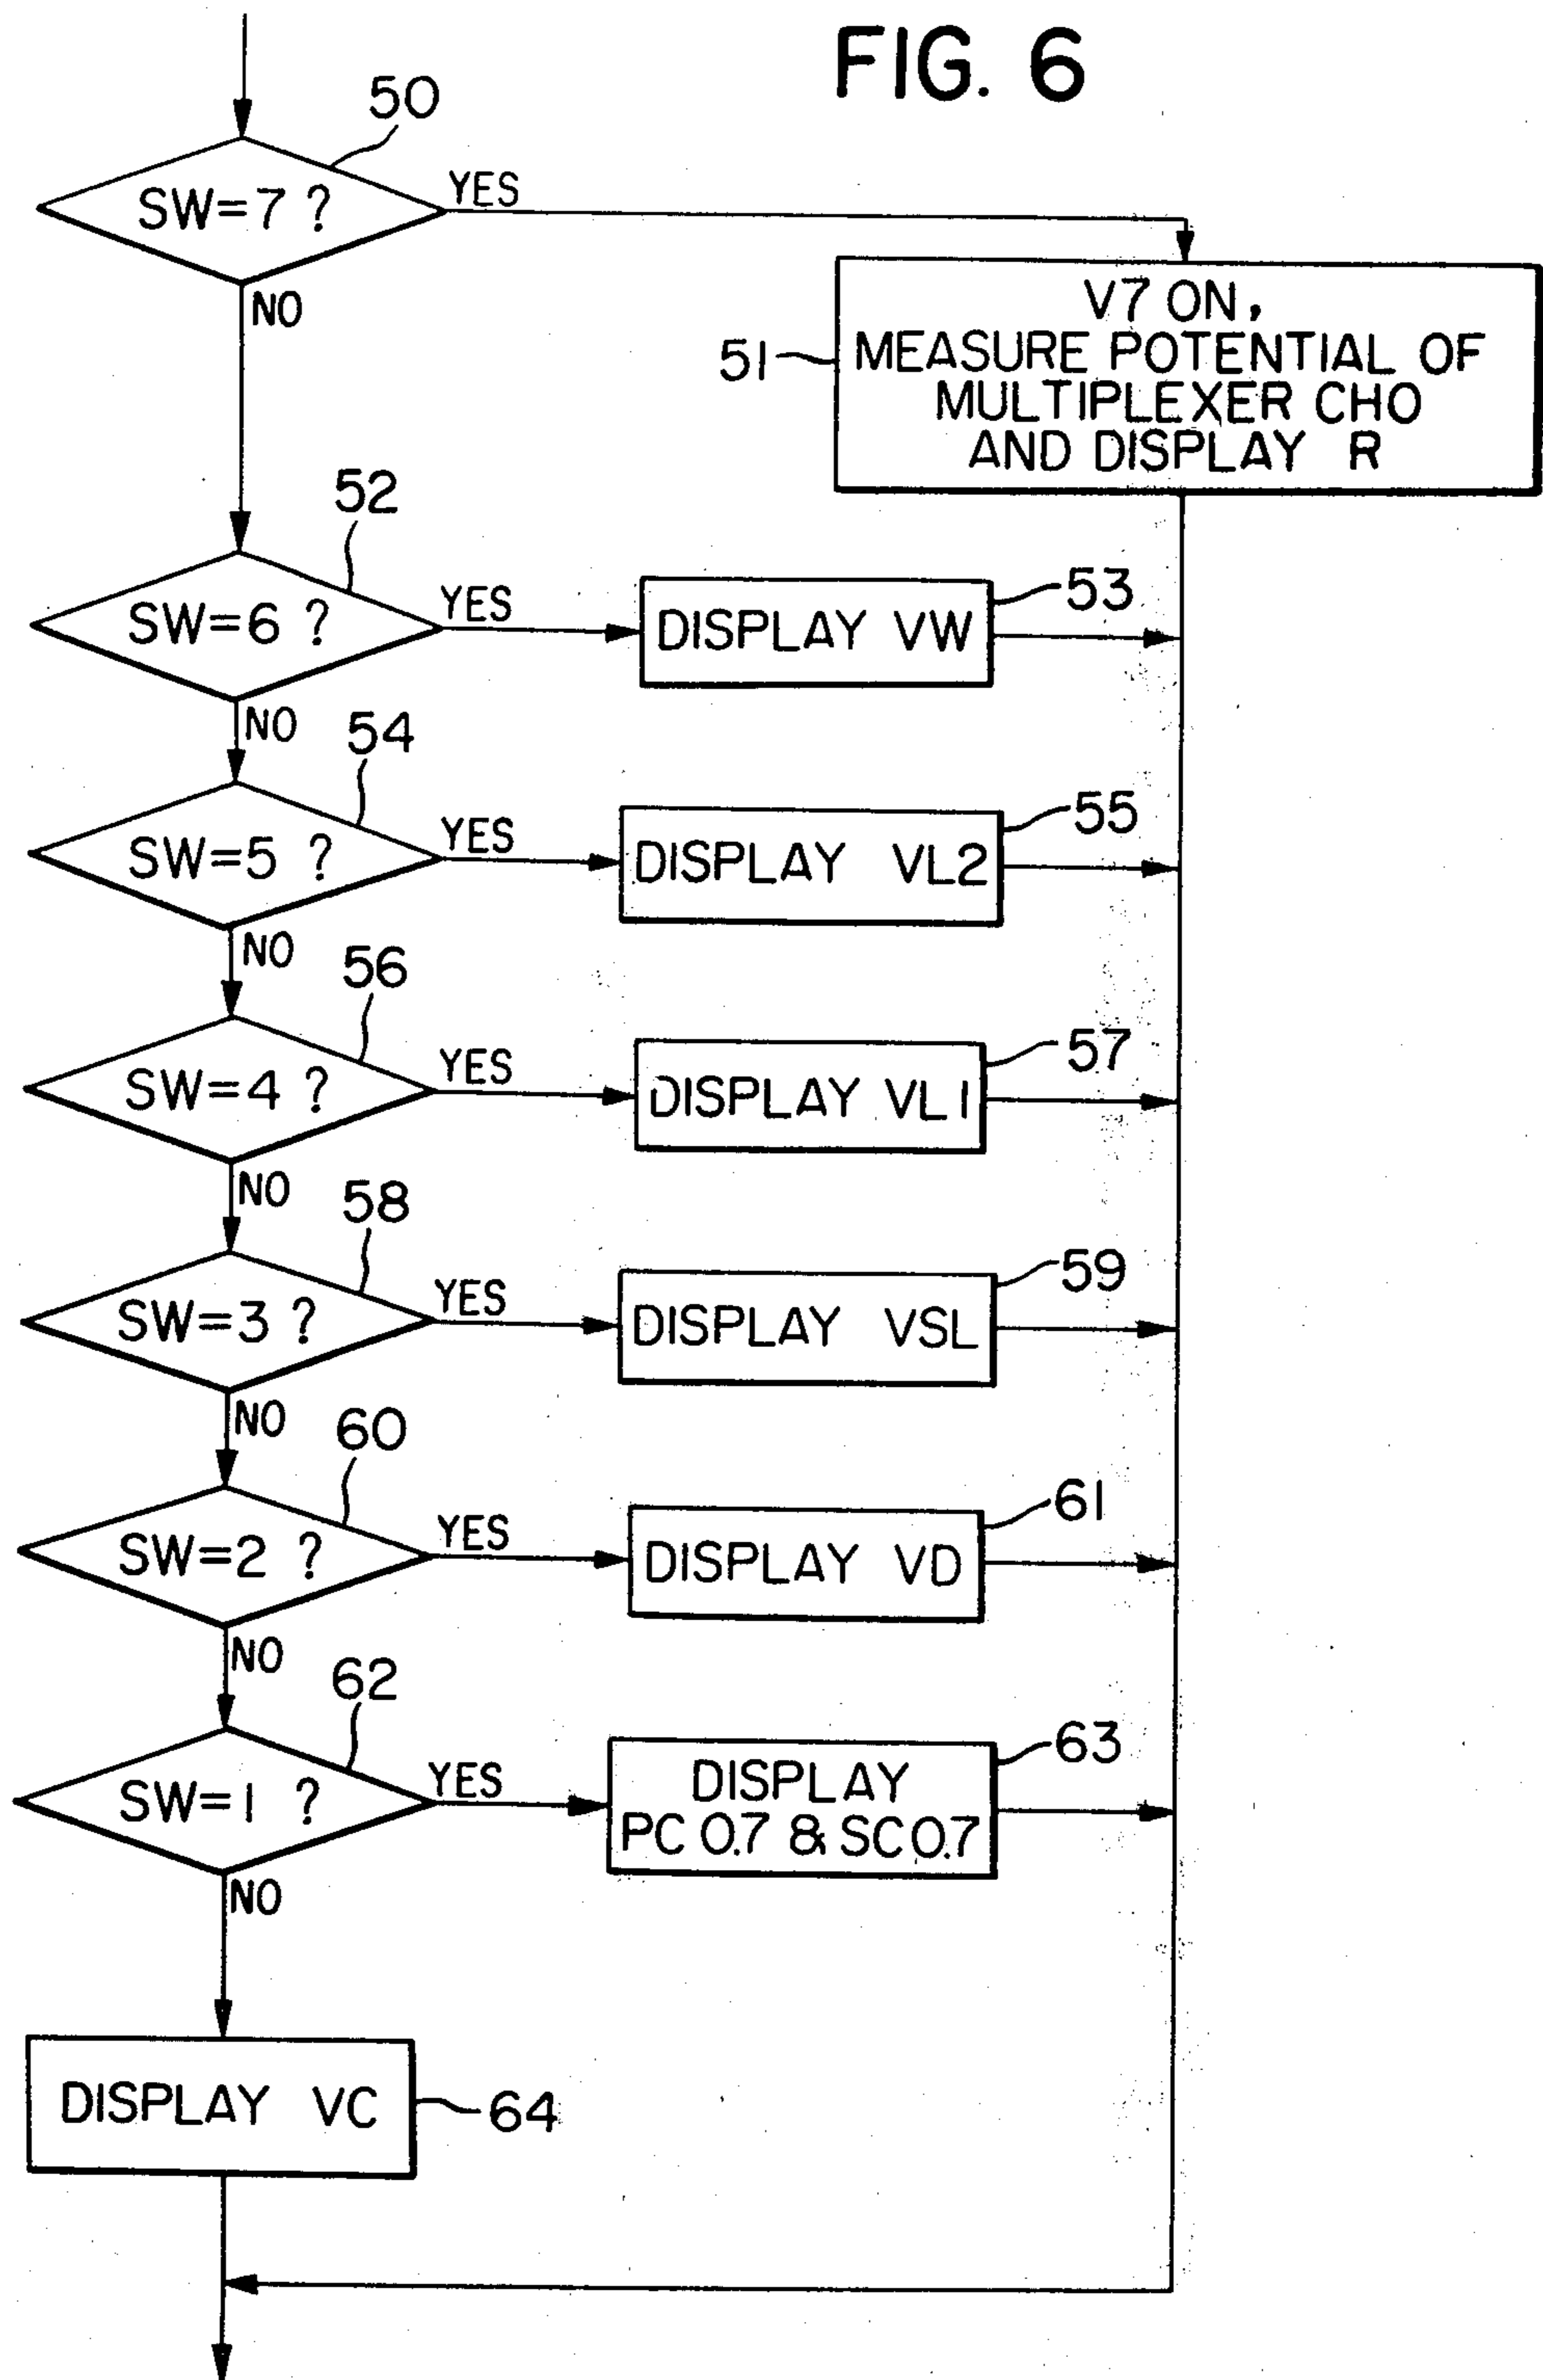 FIG. 6
50
SW=7 ?
YES
NO
V7 ON,
MEASURE POTENTIAL OF
MULTIPLEXER CH0
AND DISPLAY R
51
52
SW=6 ?
YES
DISPLAY VW
53
NO
54
SW=5 ?
YES
DISPLAY VL2
55
NO
56
SW=4 ?
YES
DISPLAY VL1
57
NO
58
SW=3 ?
YES
DISPLAY VSL
59
NO
60
SW=2 ?
YES
DISPLAY VD
61
NO
62
SW=1 ?
YES
DISPLAY
PC 0.7 & SC 0.7
63
NO
DISPLAY VC
64